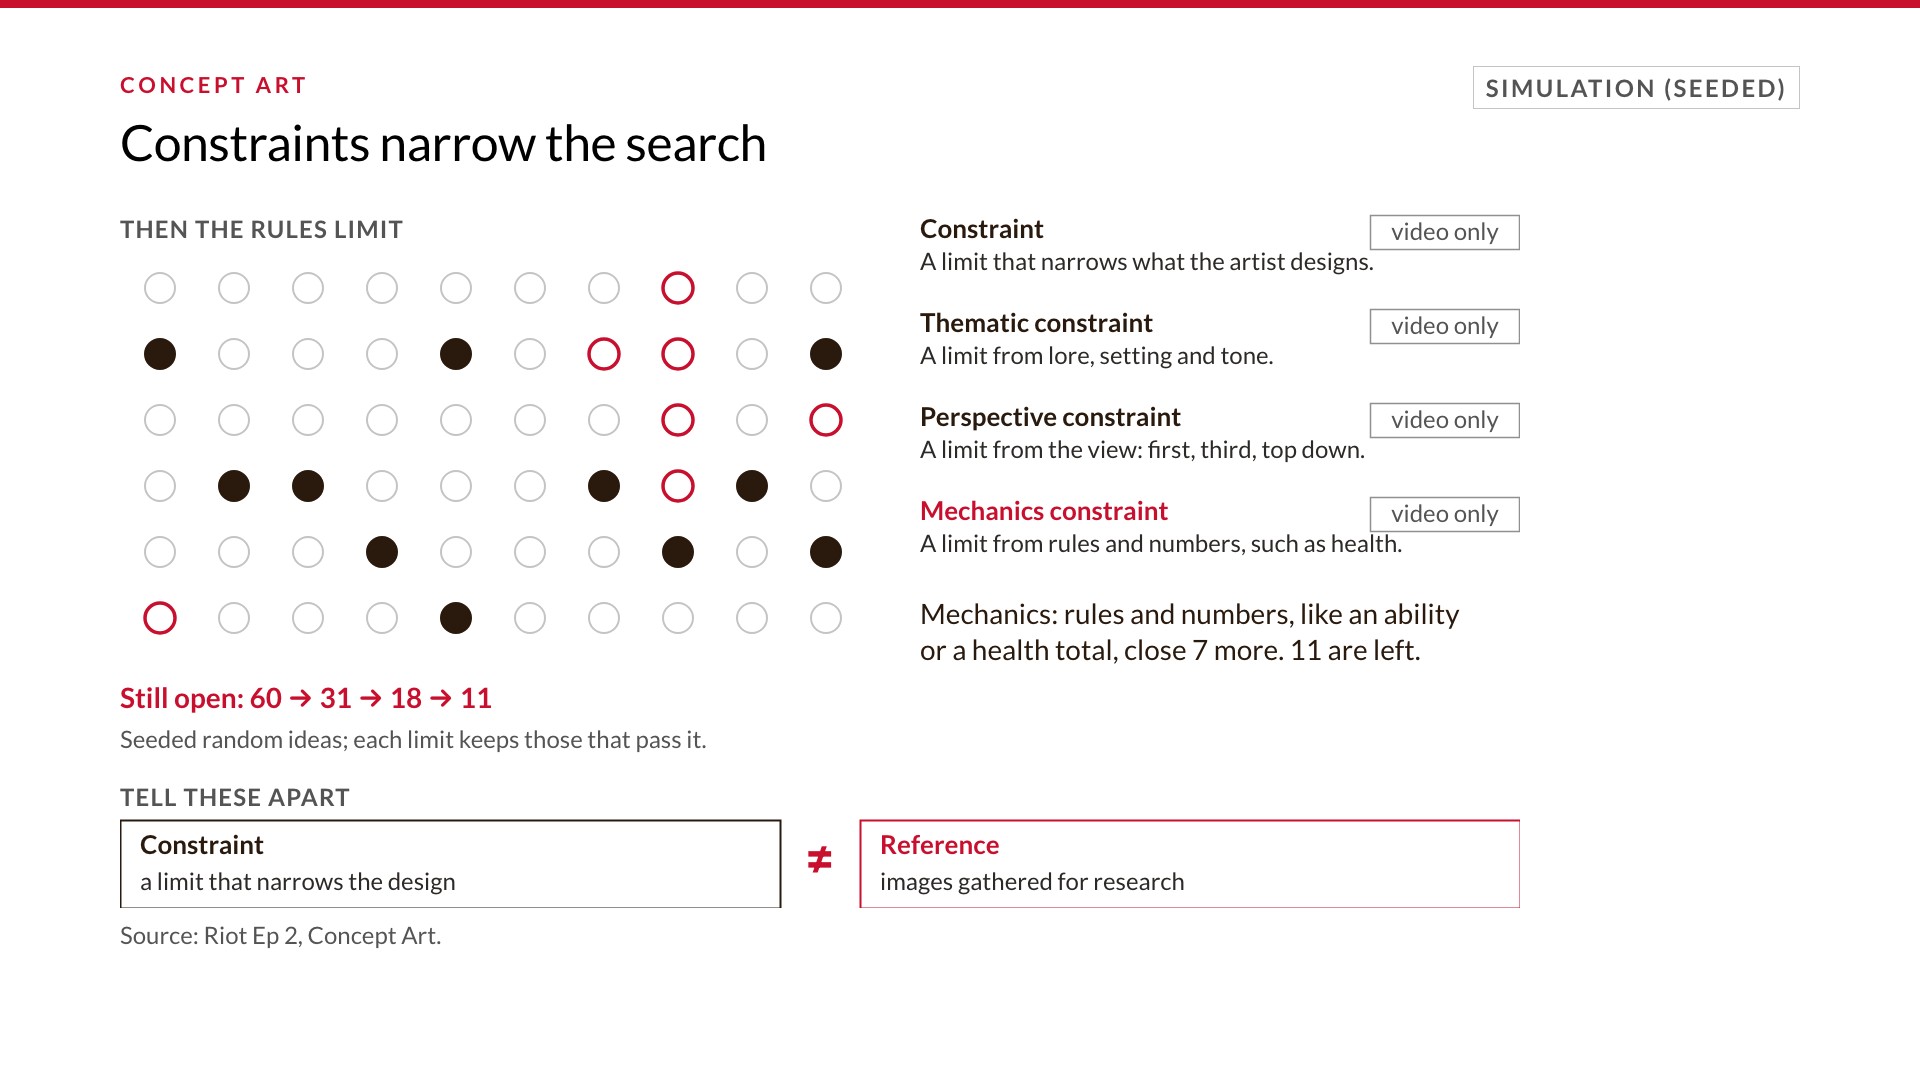 CONCEPT ART
SIMULATION (SEEDED)
Constraints narrow the search
THEN THE RULES LIMIT
Constraint
video only
A limit that narrows what the artist designs.
Thematic constraint
video only
A limit from lore, setting and tone.
Perspective constraint
video only
A limit from the view: first, third, top down.
Mechanics constraint
video only
A limit from rules and numbers, such as health.
Mechanics: rules and numbers, like an ability
or a health total, close 7 more. 11 are left.
Still open: 60 → 31 → 18 → 11
Seeded random ideas; each limit keeps those that pass it.
TELL THESE APART
Constraint
a limit that narrows the design
≠
Reference
images gathered for research
Source: Riot Ep 2, Concept Art.